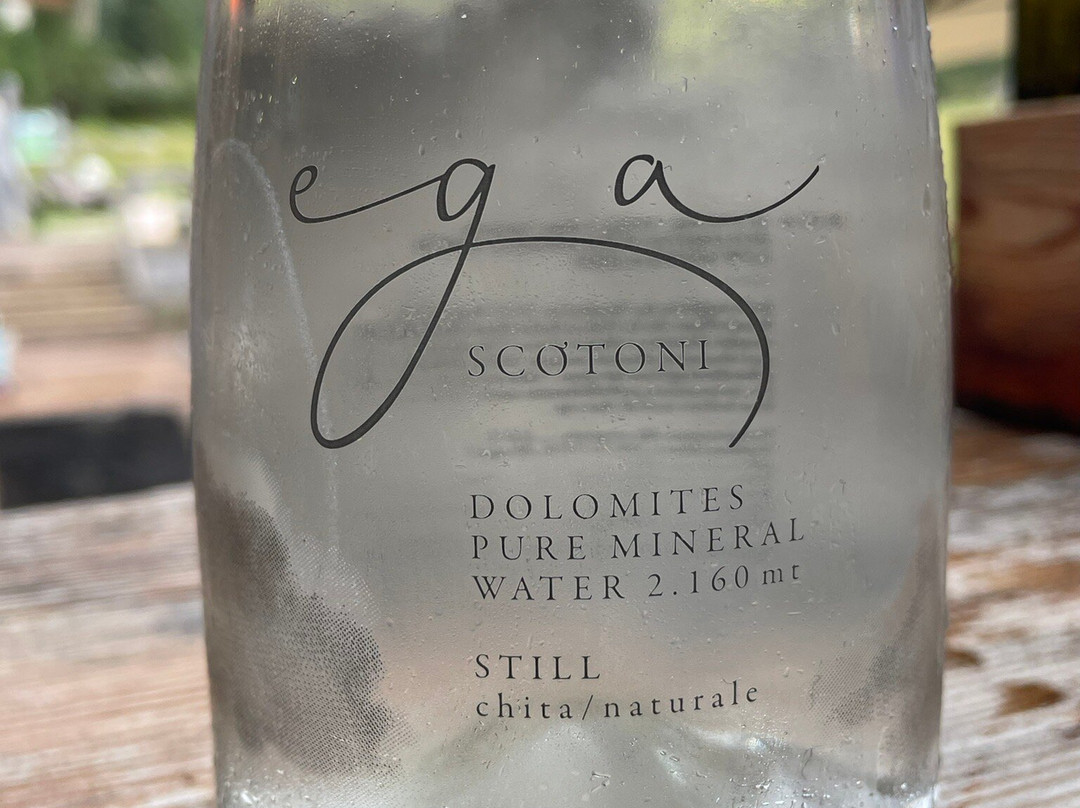 ega
SCOTONI
DOLOMITES
PURE MINERAL
WATER 2.160 mt
STILL
chita/naturale